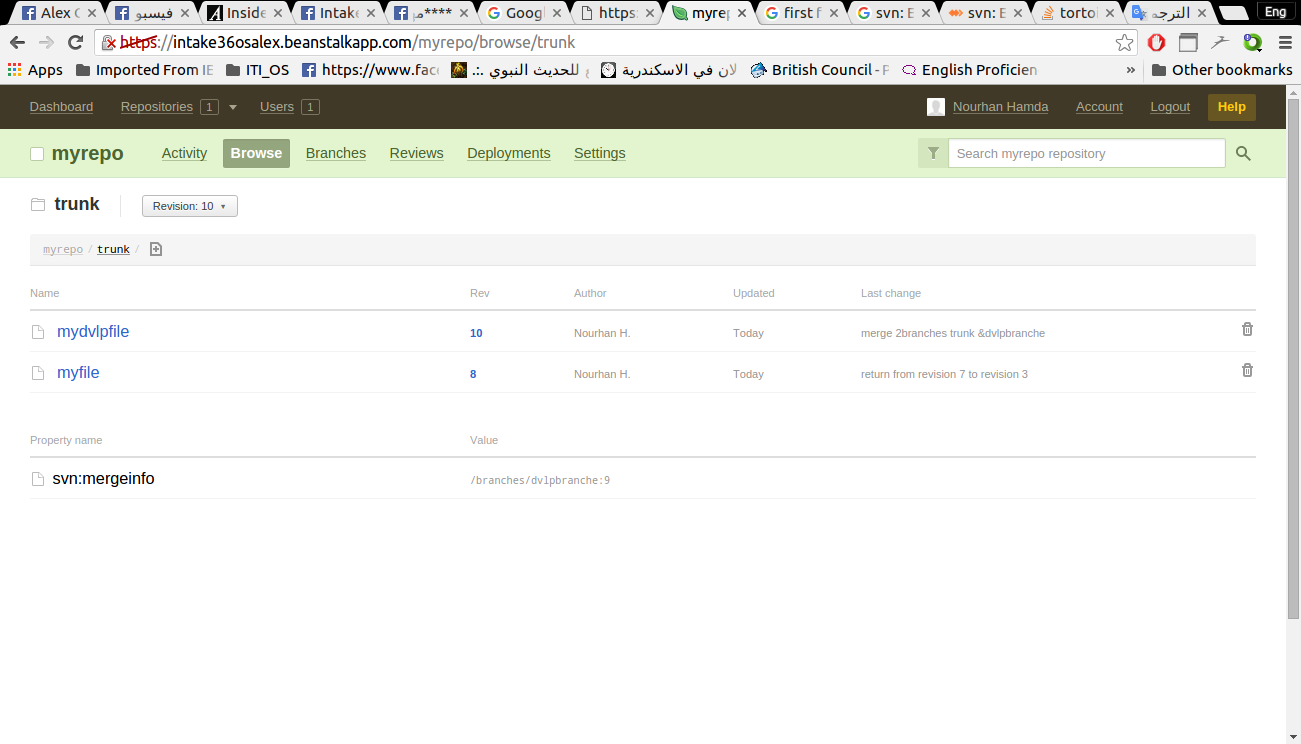 Alex
فيسبو
Inside
Intake
****
Goog
https:
myrep
first f
svn: E
svn: E
tortoi
الترجم
Eng
https://intake36osalex.beanstalkapp.com/myrepo/browse/trunk
Apps Imported From IE ITI_OS https://www.face للحديث النبوي .:. لان في الاسكندرية British Council - F English Proficien » Other bookmarks
Dashboard Repositories 1 Users 1 Nourhan Hamda Account Logout Help
myrepo Activity Browse Branches Reviews Deployments Settings Search myrepo repository
trunk Revision: 10
myrepo / trunk /
Name Rev Author Updated Last change
mydvlpfile 10 Nourhan H. Today merge 2branches trunk &dvlpbranche
myfile 8 Nourhan H. Today return from revision 7 to revision 3
Property name Value
svn:mergeinfo /branches/dvlpbranche:9